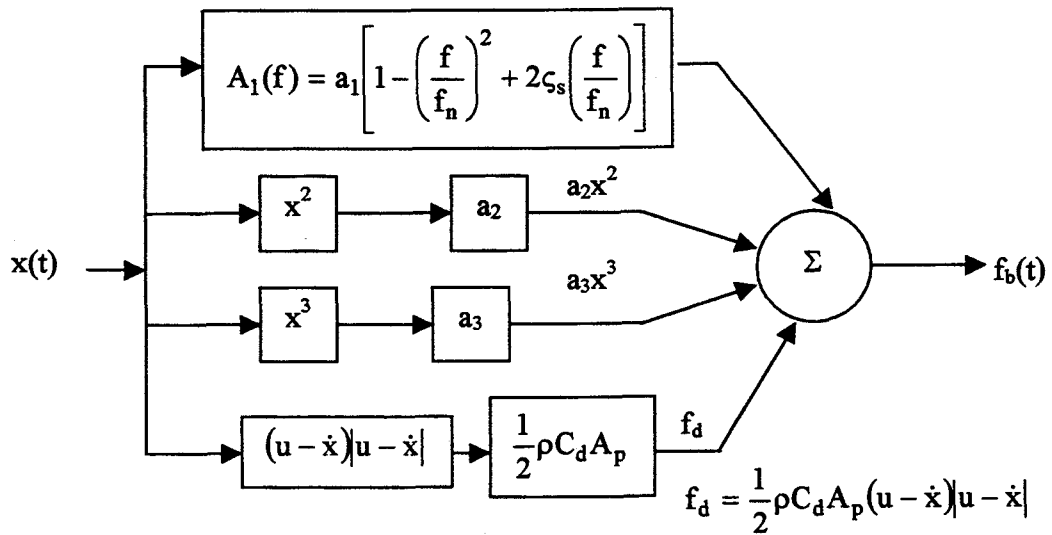 A₁(f) = a₁[1 − (f/fₙ)² + 2ςₛ(f/fₙ)]
x² a₂ a₂x²
x(t) Σ f_b(t)
a₃x³
x³ a₃
(u − ẋ)|u − ẋ| ½ρC_dA_p f_d
f_d = ½ρC_dA_p(u − ẋ)|u − ẋ|